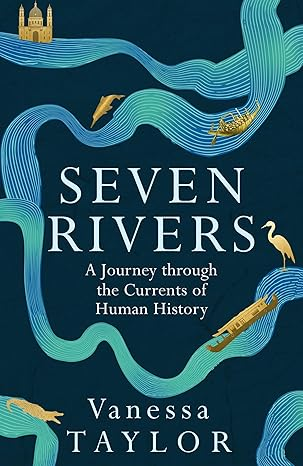 SEVEN
RIVERS
A Journey through
the Currents of
Human History
Vanessa
TAYLOR